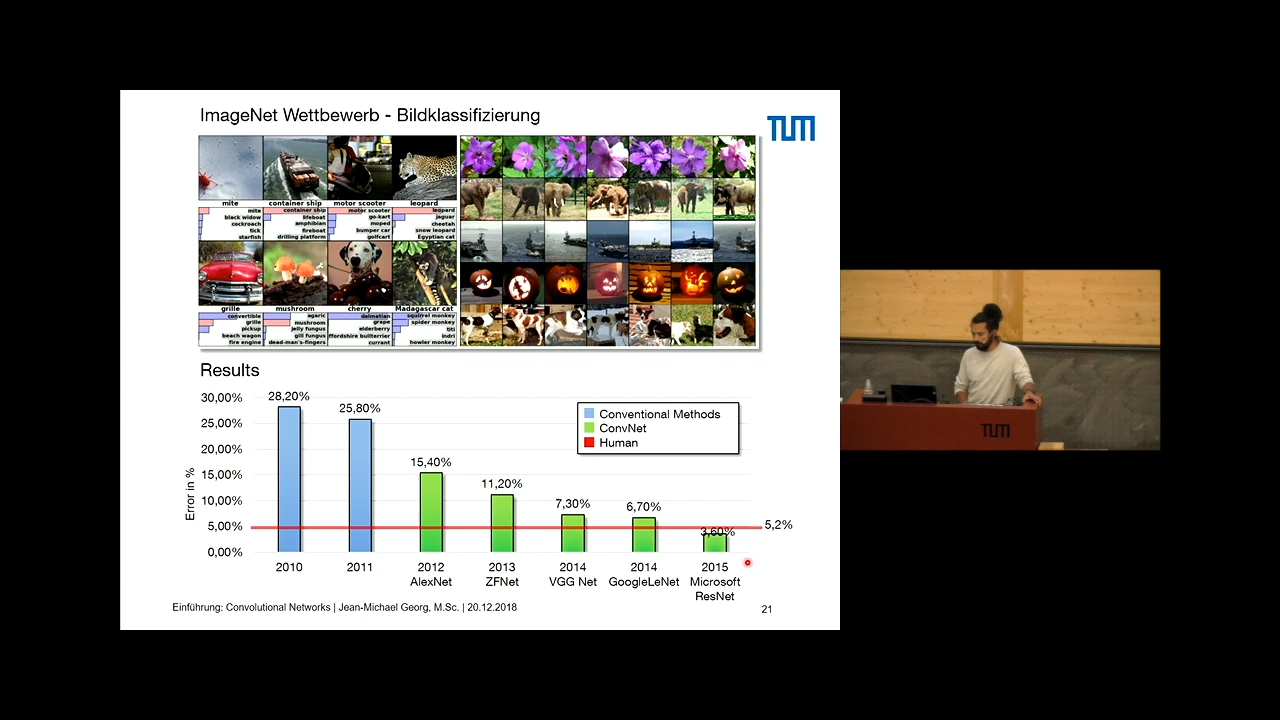 ImageNet Wettbewerb - Bildklassifizierung
TUM
mite container ship motor scooter leopard
mite container ship motor scooter leopard
black widow lifeboat go-kart jaguar
cockroach amphibian moped cheetah
tick fireboat bumper car snow leopard
starfish drilling platform golfcart Egyptian cat
grille mushroom cherry Madagascar cat
convertible agaric dalmatian squirrel monkey
grille mushroom grape spider monkey
pickup jelly fungus elderberry titi
beach wagon gill fungus ffordshire bullterrier indri
fire engine dead-man's-fingers currant howler monkey
Results
Error in %
30,00%
25,00%
20,00%
15,00%
10,00%
5,00%
0,00%
28,20%
25,80%
15,40%
11,20%
7,30%
6,70%
3,60%
5,2%
Conventional Methods
ConvNet
Human
2010 2011 2012 2013 2014 2014 2015
AlexNet ZFNet VGG Net GoogleLeNet Microsoft
ResNet
Einführung: Convolutional Networks | Jean-Michael Georg, M.Sc. | 20.12.2018
21
TUM